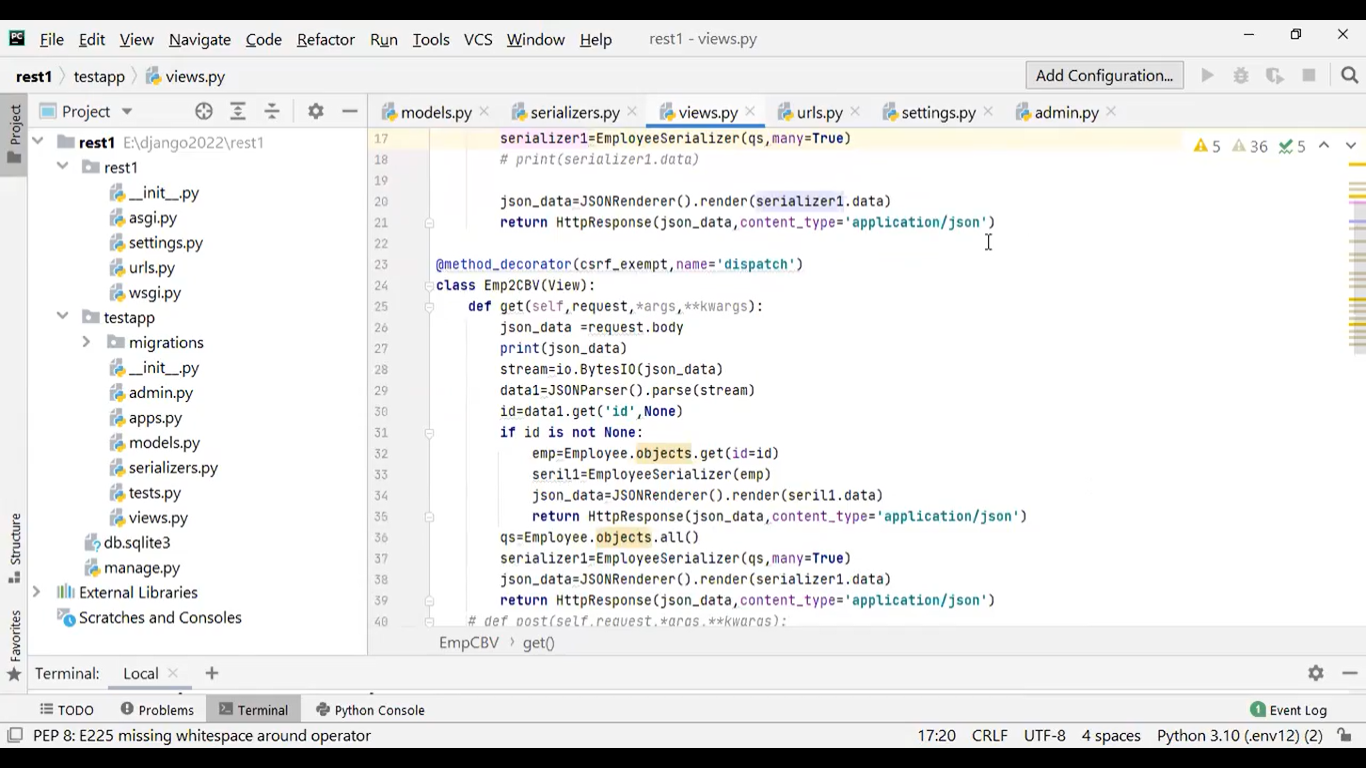 PC File Edit View Navigate Code Refactor Run Tools VCS Window Help rest1 - views.py
rest1 testapp views.py Add Configuration...
Project models.py serializers.py views.py urls.py settings.py admin.py
Project
rest1 E:\django2022\rest1
rest1
__init__.py
asgi.py
settings.py
urls.py
wsgi.py
testapp
migrations
__init__.py
admin.py
apps.py
models.py
serializers.py
tests.py
views.py
db.sqlite3
manage.py
External Libraries
Scratches and Consoles
Structure
Favorites
5 36 5
17 serializer1=EmployeeSerializer(qs,many=True)
18 # print(serializer1.data)
19
20 json_data=JSONRenderer().render(serializer1.data)
21 return HttpResponse(json_data,content_type='application/json')
22
23 @method_decorator(csrf_exempt,name='dispatch')
24 class Emp2CBV(View):
25 def get(self,request,*args,**kwargs):
26 json_data =request.body
27 print(json_data)
28 stream=io.BytesIO(json_data)
29 data1=JSONParser().parse(stream)
30 id=data1.get('id',None)
31 if id is not None:
32 emp=Employee.objects.get(id=id)
33 seril1=EmployeeSerializer(emp)
34 json_data=JSONRenderer().render(seril1.data)
35 return HttpResponse(json_data,content_type='application/json')
36 qs=Employee.objects.all()
37 serializer1=EmployeeSerializer(qs,many=True)
38 json_data=JSONRenderer().render(serializer1.data)
39 return HttpResponse(json_data,content_type='application/json')
40 # def post(self,request,*args,**kwargs):
EmpCBV get()
Terminal: Local
TODO Problems Terminal Python Console 1 Event Log
PEP 8: E225 missing whitespace around operator 17:20 CRLF UTF-8 4 spaces Python 3.10 (.env12) (2)